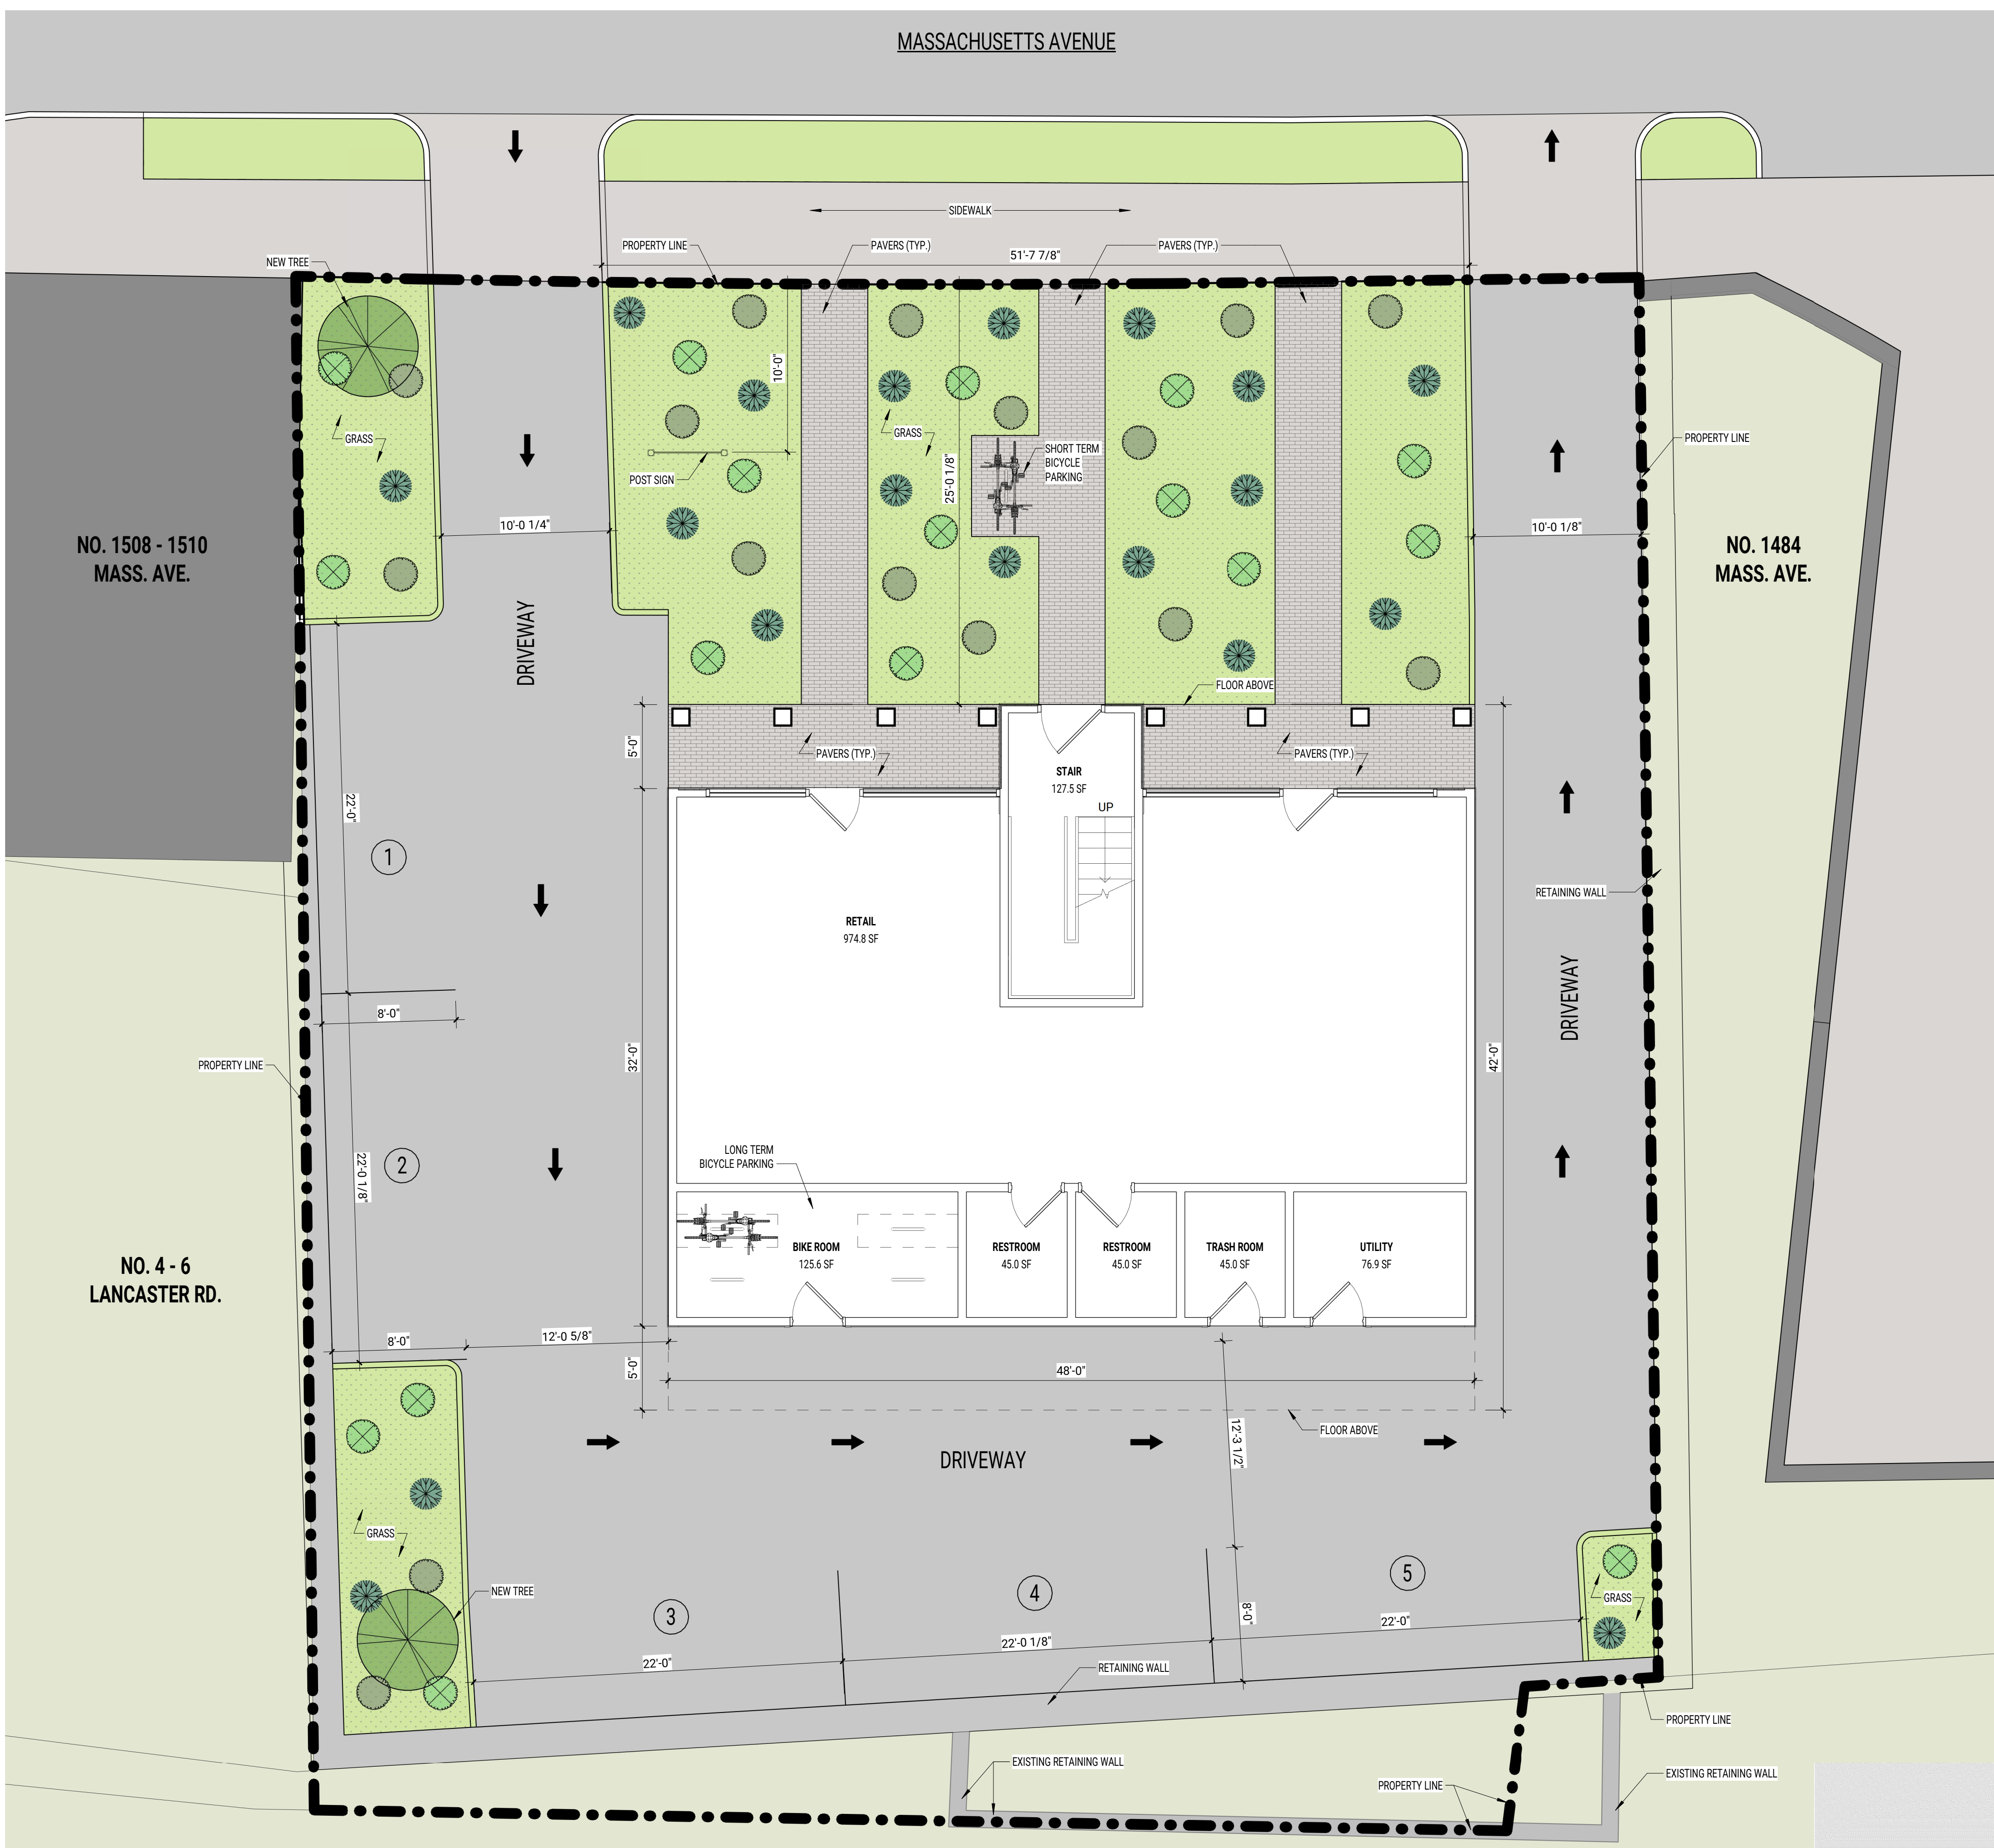 MASSACHUSETTS AVENUE
SIDEWALK
PROPERTY LINE
PAVERS (TYP.)
PAVERS (TYP.)
51'-7 7/8"
NEW TREE
10'-0"
GRASS
GRASS
SHORT TERM
BICYCLE
PARKING
PROPERTY LINE
POST SIGN
25'-0 1/8"
10'-0 1/4"
10'-0 1/8"
NO. 1508 - 1510
MASS. AVE.
NO. 1484
MASS. AVE.
DRIVEWAY
FLOOR ABOVE
5'-0"
PAVERS (TYP.)
PAVERS (TYP.)
STAIR
127.5 SF
UP
22'-0"
1
RETAINING WALL
RETAIL
974.8 SF
DRIVEWAY
8'-0"
32'-0"
42'-0"
PROPERTY LINE
LONG TERM
BICYCLE PARKING
2
22'-0 1/8"
BIKE ROOM
125.6 SF
RESTROOM
45.0 SF
RESTROOM
45.0 SF
TRASH ROOM
45.0 SF
UTILITY
76.9 SF
NO. 4 - 6
LANCASTER RD.
8'-0"
12'-0 5/8"
5'-0"
48'-0"
FLOOR ABOVE
12'-3 1/2"
DRIVEWAY
GRASS
NEW TREE
3
4
5
8'-0"
GRASS
22'-0"
22'-0 1/8"
22'-0"
RETAINING WALL
PROPERTY LINE
EXISTING RETAINING WALL
PROPERTY LINE
EXISTING RETAINING WALL